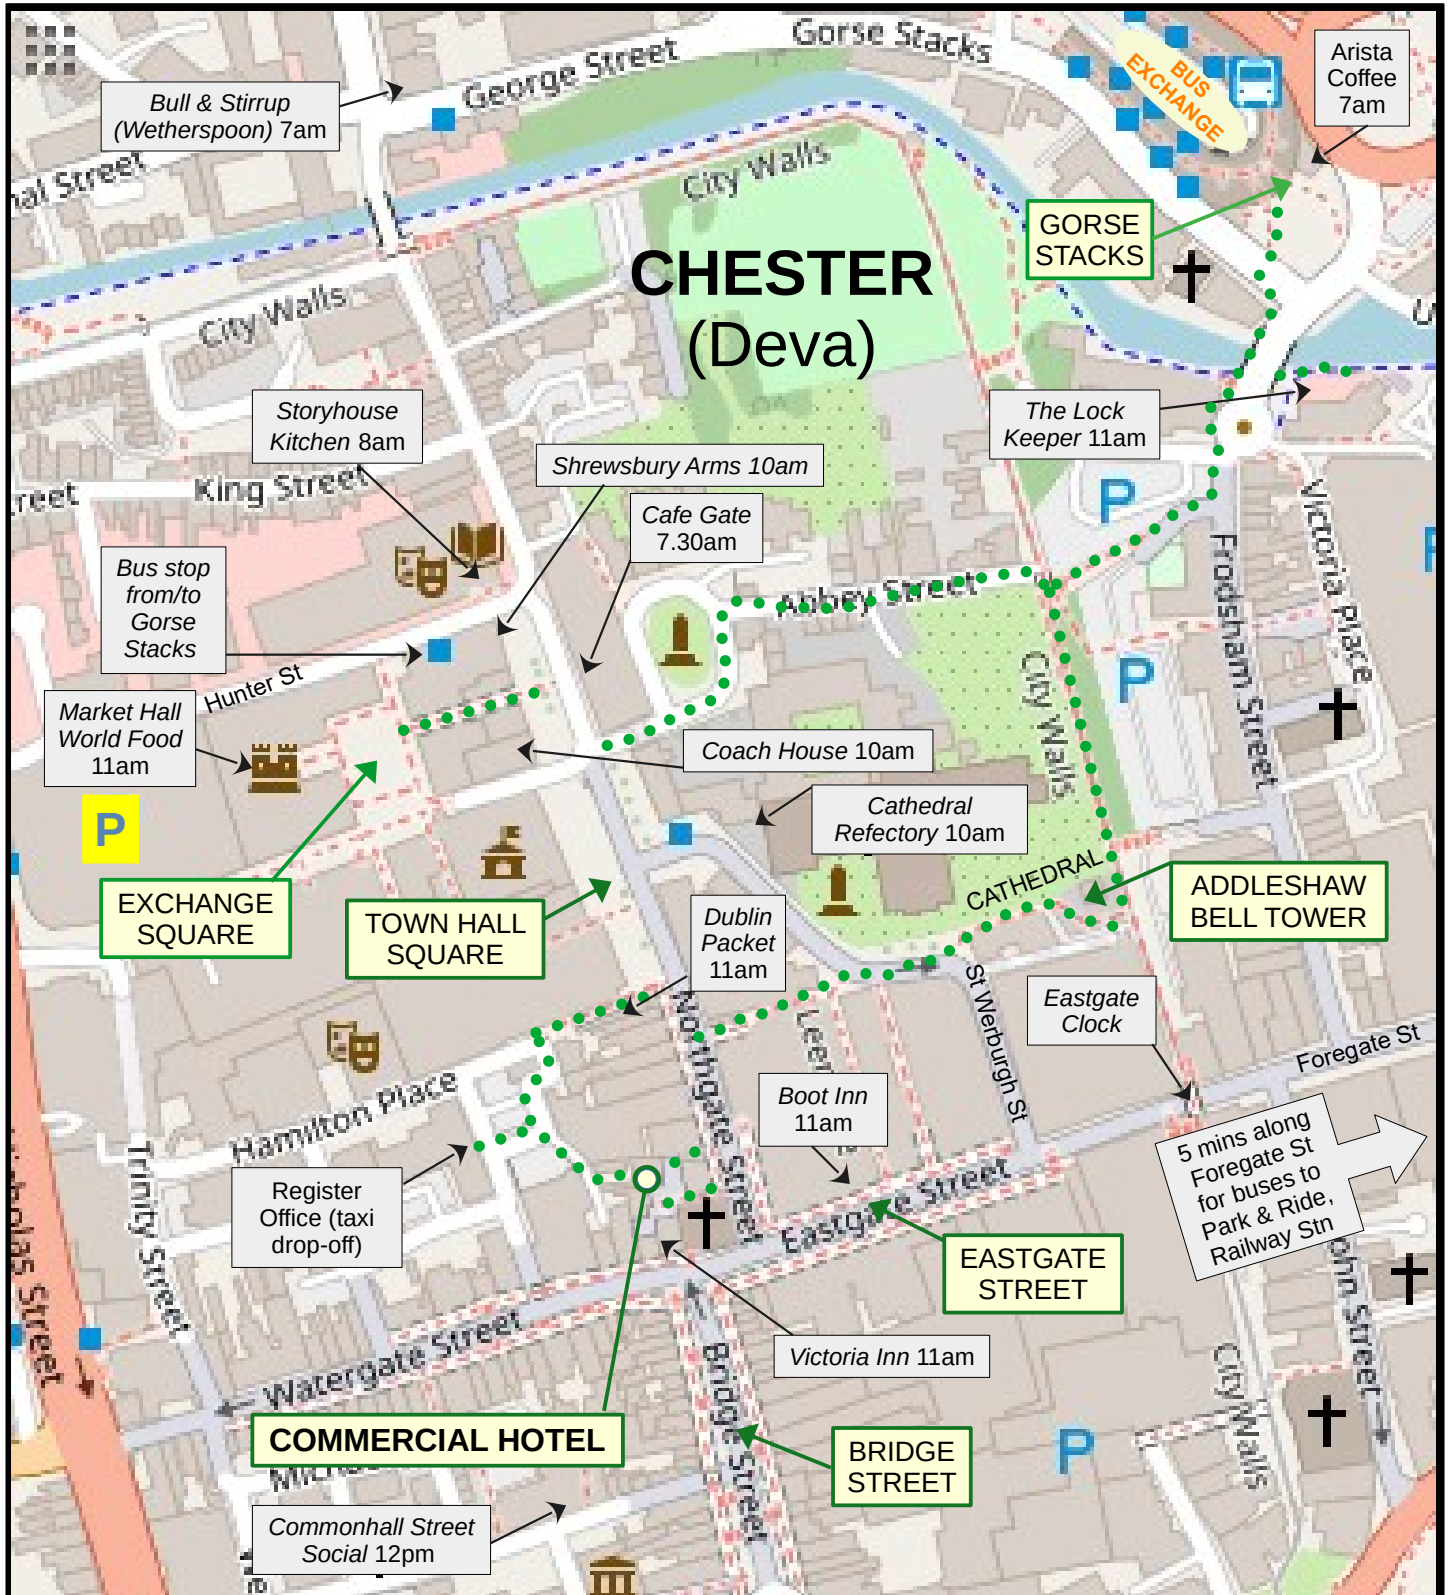 Gorse Stacks
George Street
BUS
EXCHANGE
Arista
Coffee
7am
Bull & Stirrup
(Wetherspoon) 7am
nal Street
City Walls
GORSE
STACKS
CHESTER
(Deva)
City Walls
Storyhouse
Kitchen 8am
The Lock
Keeper 11am
Shrewsbury Arms 10am
King Street
reet
Cafe Gate
7.30am
P
Victoria Place
Frodsham Street
Bus stop
from/to
Gorse
Stacks
Abbey Street
City Walls
P
Hunter St
Market Hall
World Food
11am
Coach House 10am
Cathedral
Refectory 10am
P
CATHEDRAL
ADDLESHAW
BELL TOWER
EXCHANGE
SQUARE
TOWN HALL
SQUARE
Dublin
Packet
11am
Eastgate
Clock
St Werburgh St
Northgate Street
Foregate St
Hamilton Place
Boot Inn
11am
5 mins along
Foregate St
for buses to
Park & Ride,
Railway Stn
Trinity Street
Register
Office (taxi
drop-off)
Eastgate Street
EASTGATE
STREET
ohn Street
Watergate Street
Victoria Inn 11am
Bridge Street
City Walls
COMMERCIAL HOTEL
BRIDGE
STREET
P
Commonhall Street
Social 12pm